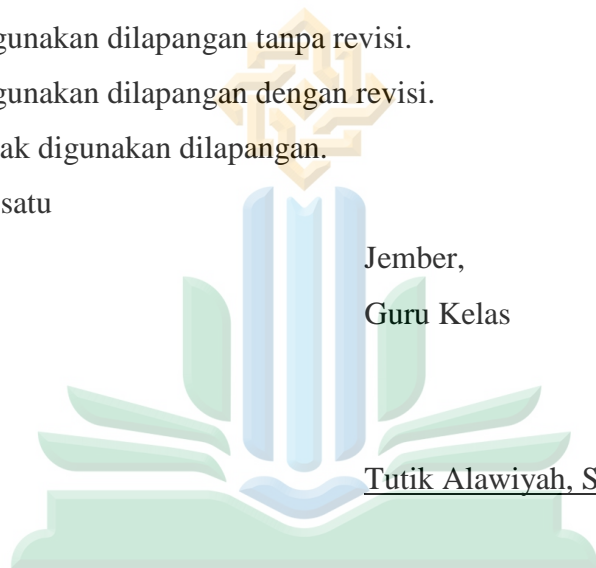 gunakan dilapangan tanpa revisi.
gunakan dilapangan dengan revisi.
ak digunakan dilapangan.
satu
Jember,
Guru Kelas
Tutik Alawiyah, S